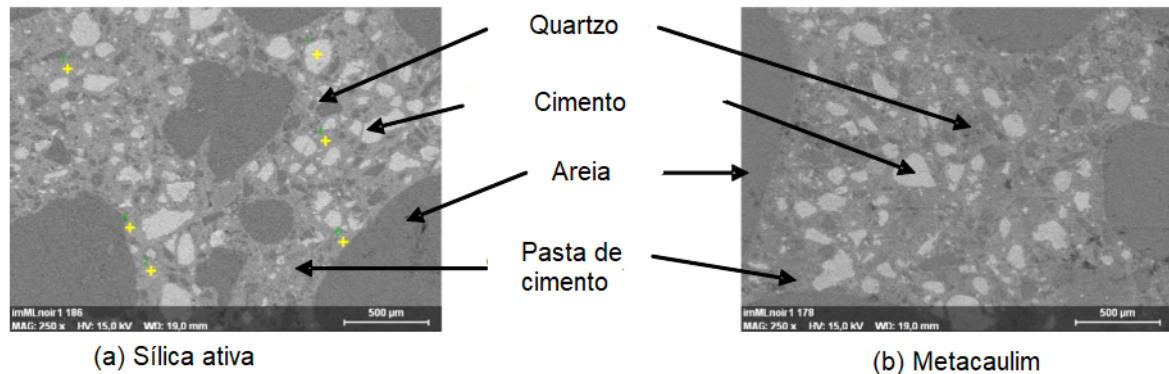 Quartzo
Cimento
Areia
Pasta de
cimento
imMLnoir1 186
MAG: 250 x HV: 15,0 kV WD: 19,0 mm
500 µm
imMLnoir1 178
MAG: 250 x HV: 15,0 kV WD: 19,0 mm
500 µm
(a) Sílica ativa
(b) Metacaulim